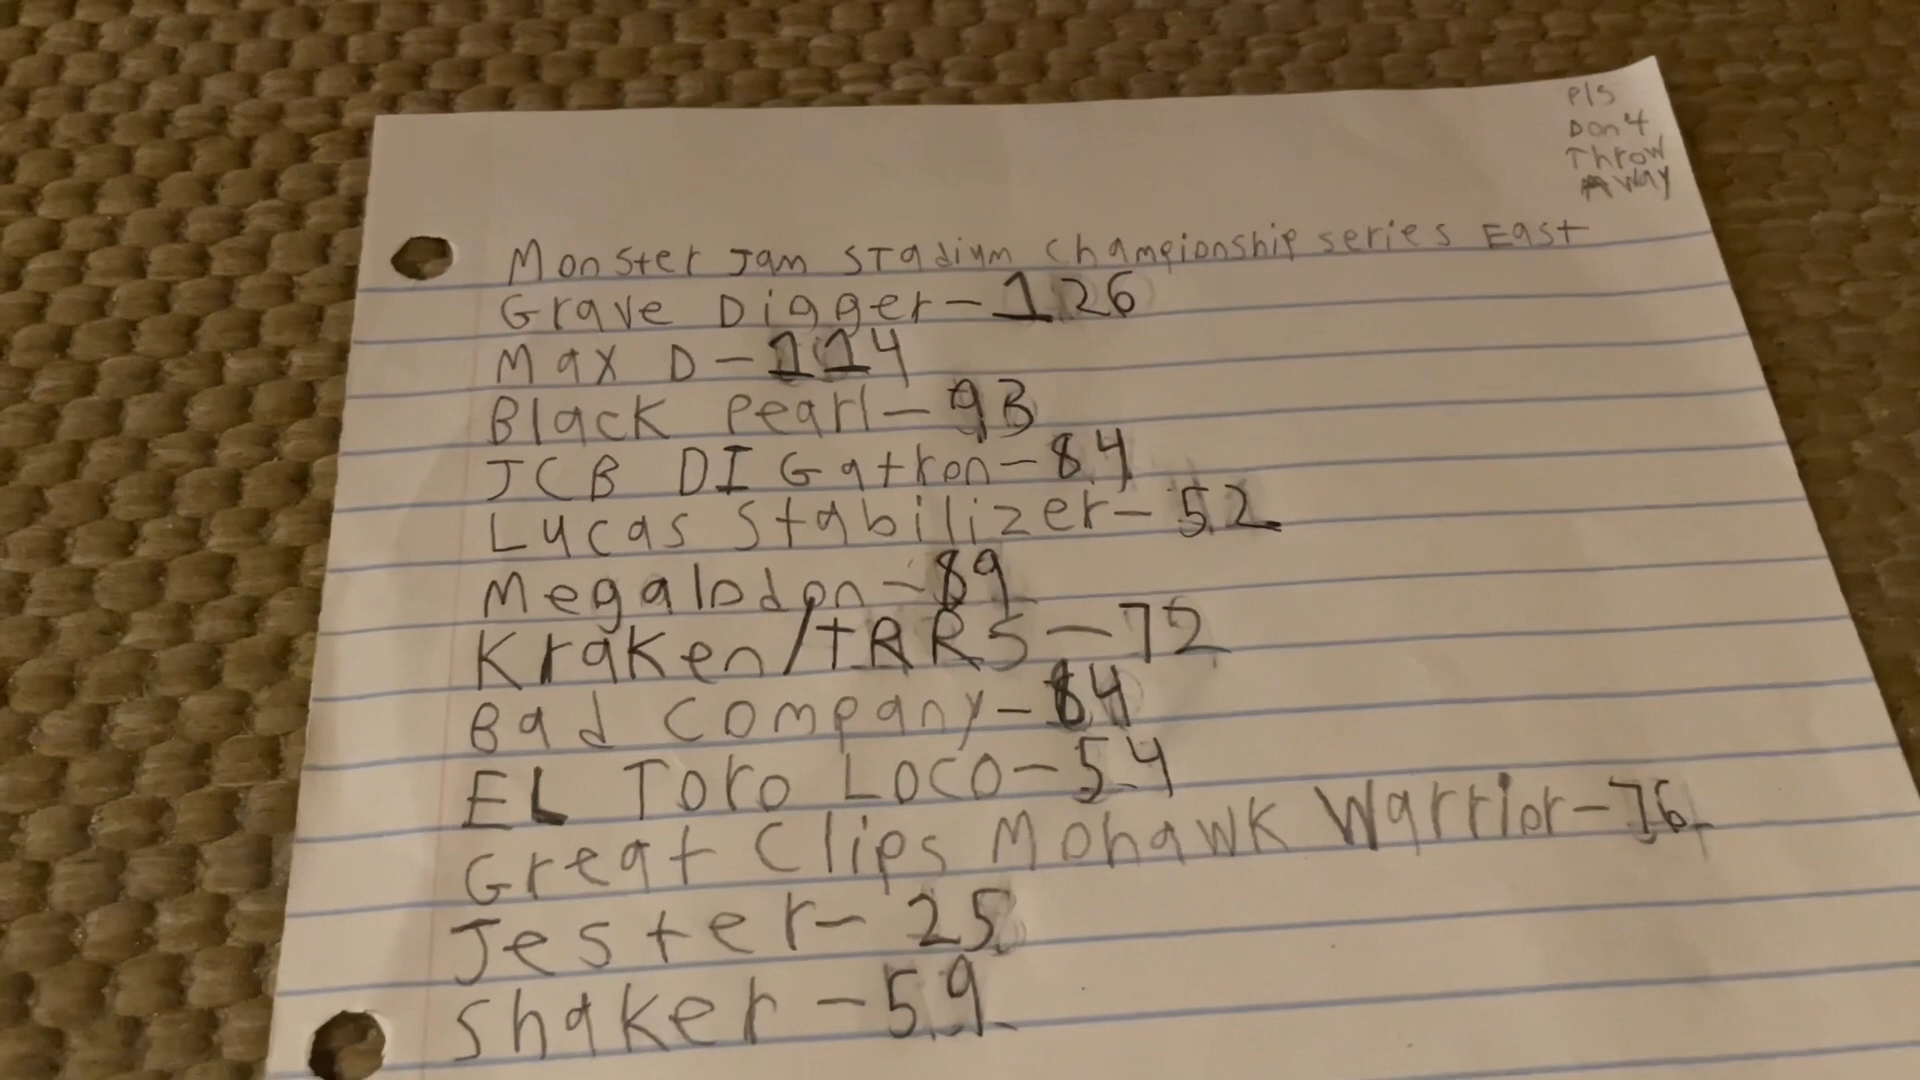 Pls
Don4
Throw
Away
Monster Jam Stadium Championship series East
Grave Digger-126
Max D-114
Black Pearl-93
JCB DIGatron-84
Lucas Stabilizer-52
Megalodon-89
Kraken/TRRS-72
Bad Company-84
EL Toro Loco-54
Great Clips Mohawk Warrior-76
Jester-25
Shaker-59